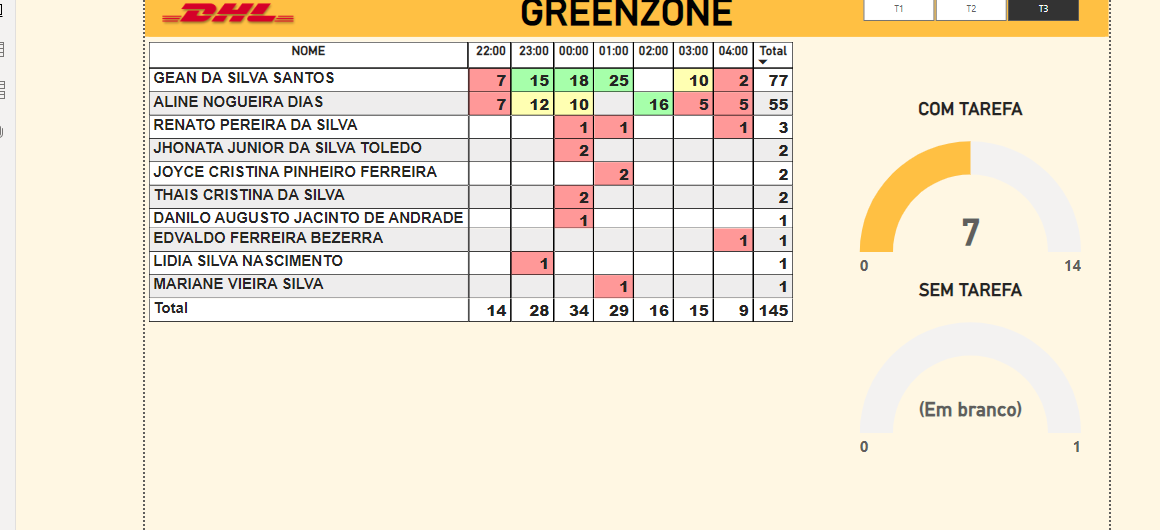 DHL
GREENZONE
T1 T2 T3
NOME 22:00 23:00 00:00 01:00 02:00 03:00 04:00 Total
GEAN DA SILVA SANTOS 7 15 18 25 10 2 77
ALINE NOGUEIRA DIAS 7 12 10 16 5 5 55
RENATO PEREIRA DA SILVA 1 1 1 3
JHONATA JUNIOR DA SILVA TOLEDO 2 2
JOYCE CRISTINA PINHEIRO FERREIRA 2 2
THAIS CRISTINA DA SILVA 2 2
DANILO AUGUSTO JACINTO DE ANDRADE 1 1
EDVALDO FERREIRA BEZERRA 1 1
LIDIA SILVA NASCIMENTO 1 1
MARIANE VIEIRA SILVA 1 1
Total 14 28 34 29 16 15 9 145
COM TAREFA
7
0 14
SEM TAREFA
(Em branco)
0 1